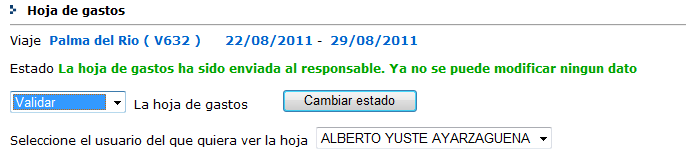 Hoja de gastos
Viaje Palma del Rio ( V632 ) 22/08/2011 - 29/08/2011
Estado La hoja de gastos ha sido enviada al responsable. Ya no se puede modificar ningun dato
Validar La hoja de gastos Cambiar estado
Seleccione el usuario del que quiera ver la hoja ALBERTO YUSTE AYARZAGUENA